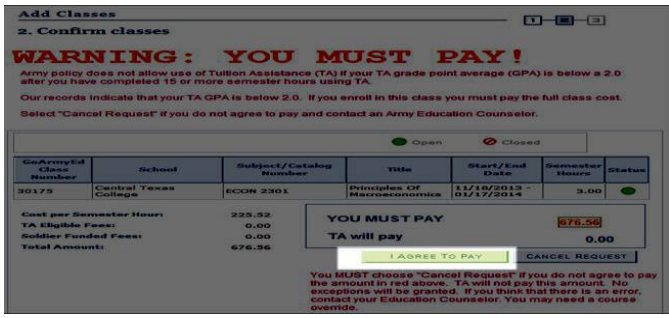 Add Classes
1 2 3
2. Confirm classes
WARNING: YOU MUST PAY!
Army policy does not allow use of Tuition Assistance (TA) if your TA grade point average (GPA) is below a 2.0
after you have completed 15 or more semester hours using TA.
Our records indicate that your TA GPA is below 2.0. If you enroll in this class you must pay the full class cost.
Select "Cancel Request" if you do not agree to pay and contact an Army Education Counselor.
Open Closed
GoArmyEd Class Number School Subject/Catalog Number Title Start/End Date Semester Hours Status
30175 Central Texas College ECON 2301 Principles Of Macroeconomics 11/18/2013 - 01/17/2014 3.00
Cost per Semester Hour: 225.52
TA Eligible Fees: 0.00
Soldier Funded Fees: 0.00
Total Amount: 676.56
YOU MUST PAY 676.56
TA will pay 0.00
I AGREE TO PAY CANCEL REQUEST
You MUST choose "Cancel Request" if you do not agree to pay
the amount in red above. TA will not pay this amount. No
exceptions will be granted. If you think that there is an error,
contact your Education Counselor. You may need a course
override.